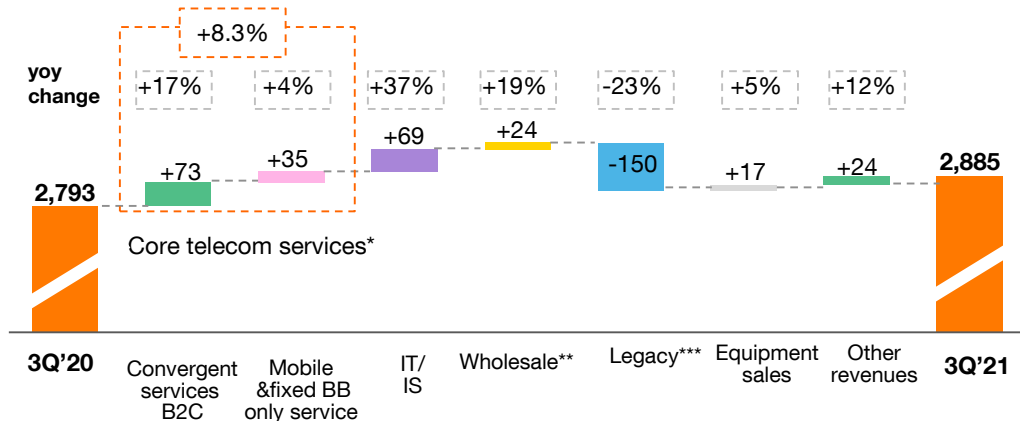 +8.3%
yoy
change
+17%
+4%
+37%
+19%
-23%
+5%
+12%
2,793
+73
+35
+69
+24
-150
+17
+24
2,885
Core telecom services*
3Q’20
Convergent
services
B2C
Mobile
&fixed BB
only service
IT/
IS
Wholesale**
Legacy***
Equipment
sales
Other
revenues
3Q’21